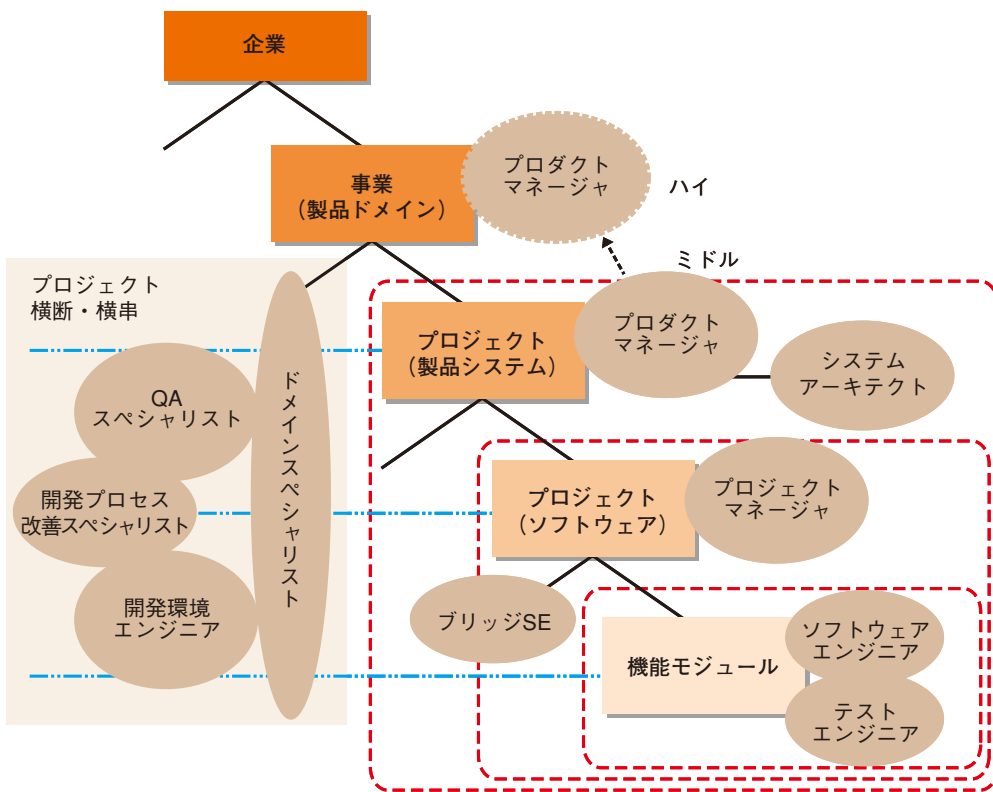 企業
事業
（製品ドメイン）
プロダクト
マネージャ
ハイ
ミドル
プロジェクト
横断・横串
プロジェクト
（製品システム）
プロダクト
マネージャ
システム
アーキテクト
QA
スペシャリスト
ドメインスペシャリスト
開発プロセス
改善スペシャリスト
プロジェクト
（ソフトウェア）
プロジェクト
マネージャ
開発環境
エンジニア
ブリッジSE
機能モジュール
ソフトウェア
エンジニア
テスト
エンジニア